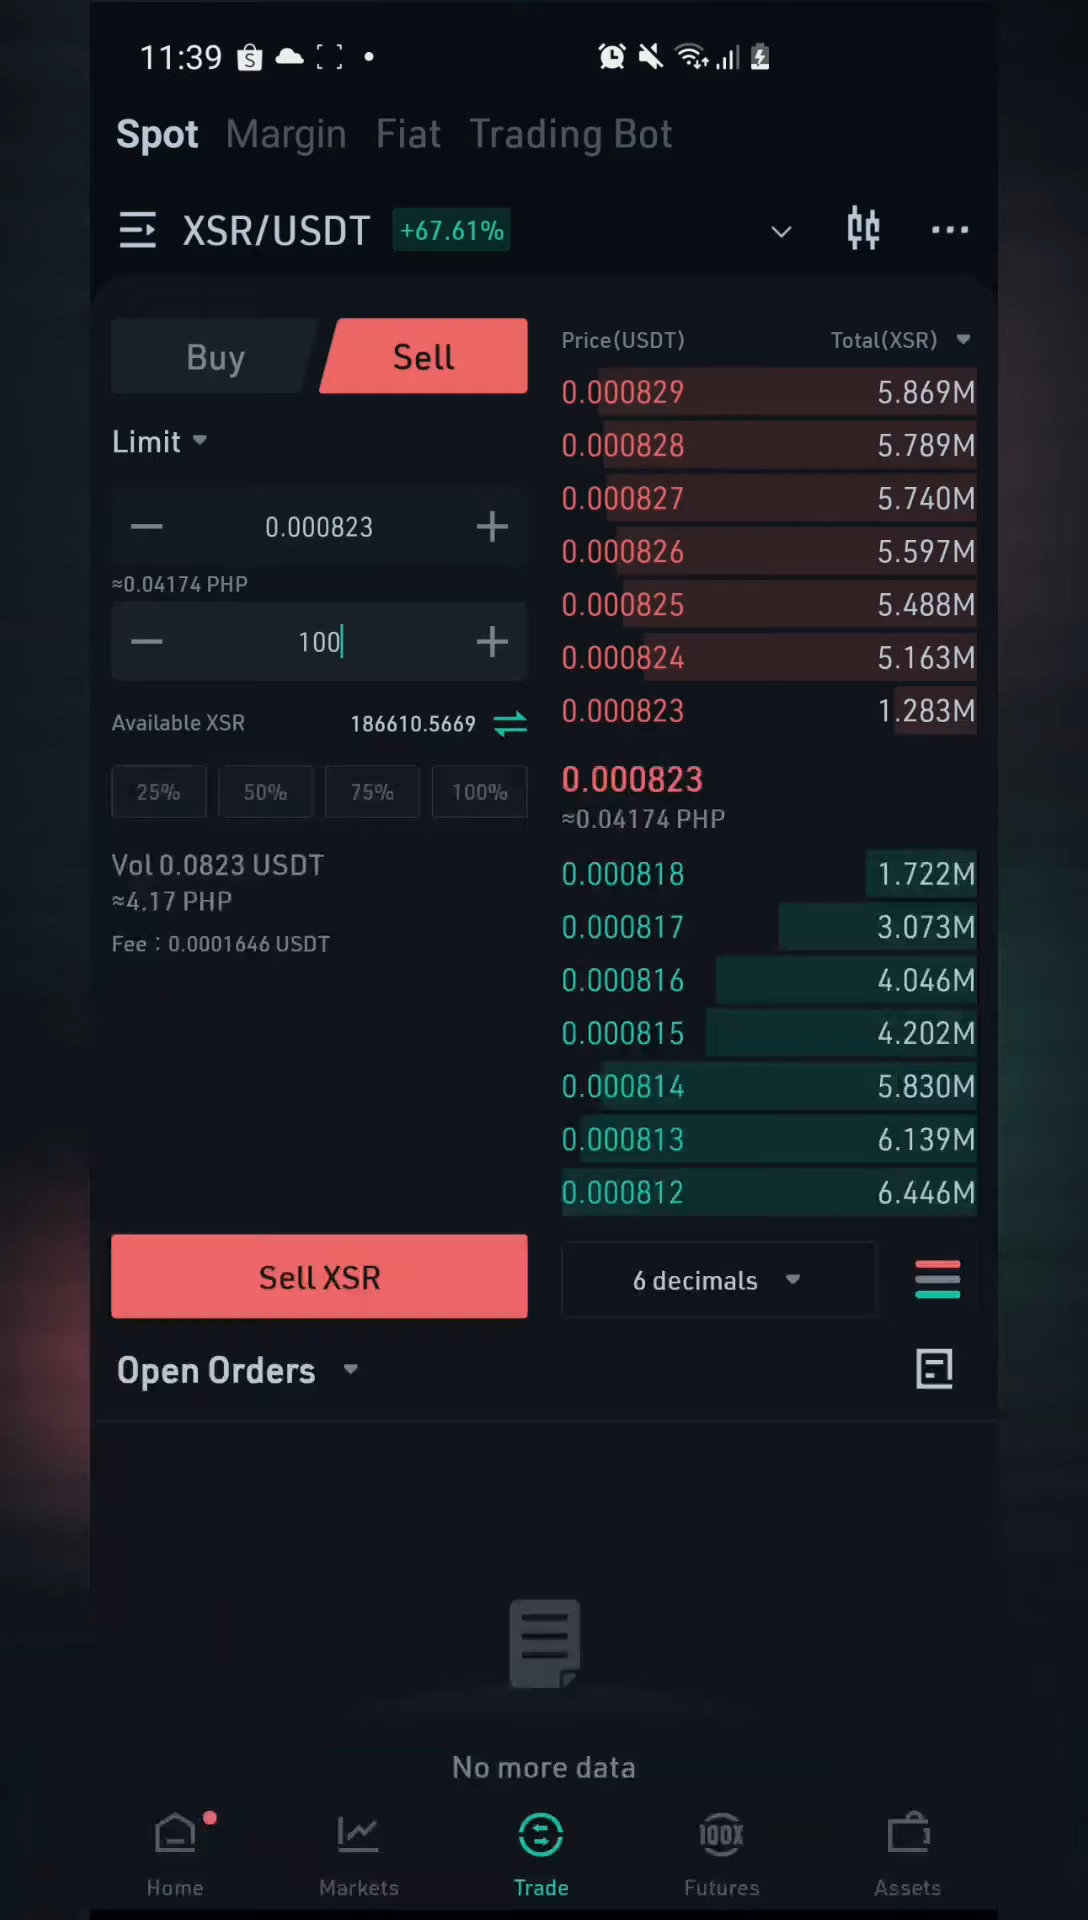 11:39
Spot Margin Fiat Trading Bot
XSR/USDT +67.61%
Buy Sell
Limit
0.000823
≈0.04174 PHP
100
Available XSR 186610.5669
25% 50% 75% 100%
Vol 0.0823 USDT
≈4.17 PHP
Fee : 0.0001646 USDT
Sell XSR
Price(USDT) Total(XSR)
0.000829 5.869M
0.000828 5.789M
0.000827 5.740M
0.000826 5.597M
0.000825 5.488M
0.000824 5.163M
0.000823 1.283M
0.000823
≈0.04174 PHP
0.000818 1.722M
0.000817 3.073M
0.000816 4.046M
0.000815 4.202M
0.000814 5.830M
0.000813 6.139M
0.000812 6.446M
6 decimals
Open Orders
No more data
100X
Home Markets Trade Futures Assets